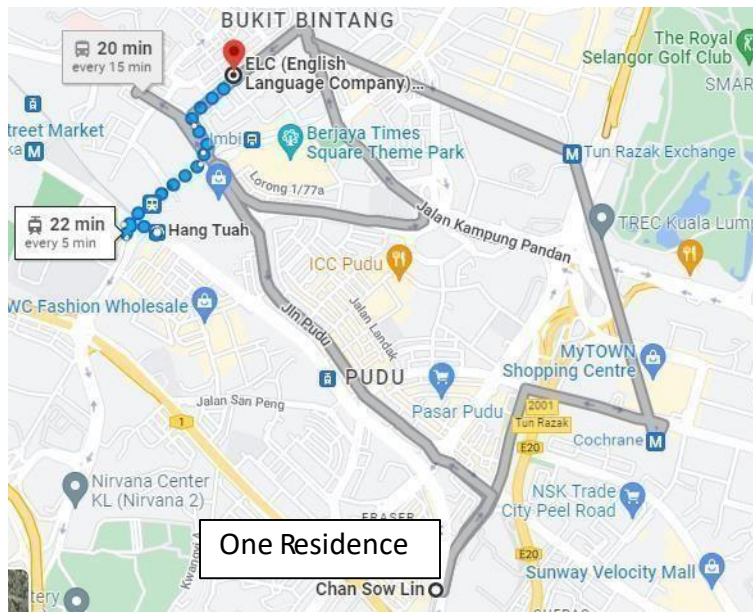 BUKIT BINTANG
20 min
every 15 min
The Royal
Selangor Golf Club
SMAR
ELC (English
Language Company)...
treet Market
ka M
Imbi
Berjaya Times
Square Theme Park
M Tun Razak Exchange
Lorong 1/77a
22 min
every 5 min
Hang Tuah
Jalan Kampung Pandan
TREC Kuala Lump
ICC Pudu
WC Fashion Wholesale
Jln Pudu
Jalan Landak
MyTOWN
Shopping Centre
PUDU
Pasar Pudu
Jalan San Peng
1
2001
Tun Razak
E20
Cochrane M
Nirvana Center
KL (Nirvana 2)
NSK Trade
City Peel Road
FRASER
One Residence
E20
Chan Sow Lin
Sunway Velocity Mall